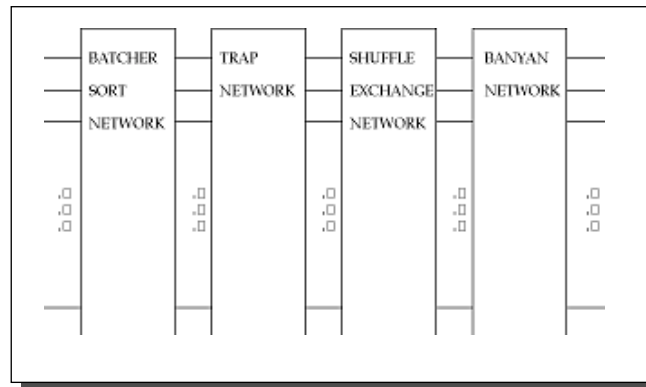 BATCHER
SORT
NETWORK
TRAP
NETWORK
SHUFFLE
EXCHANGE
NETWORK
BANYAN
NETWORK